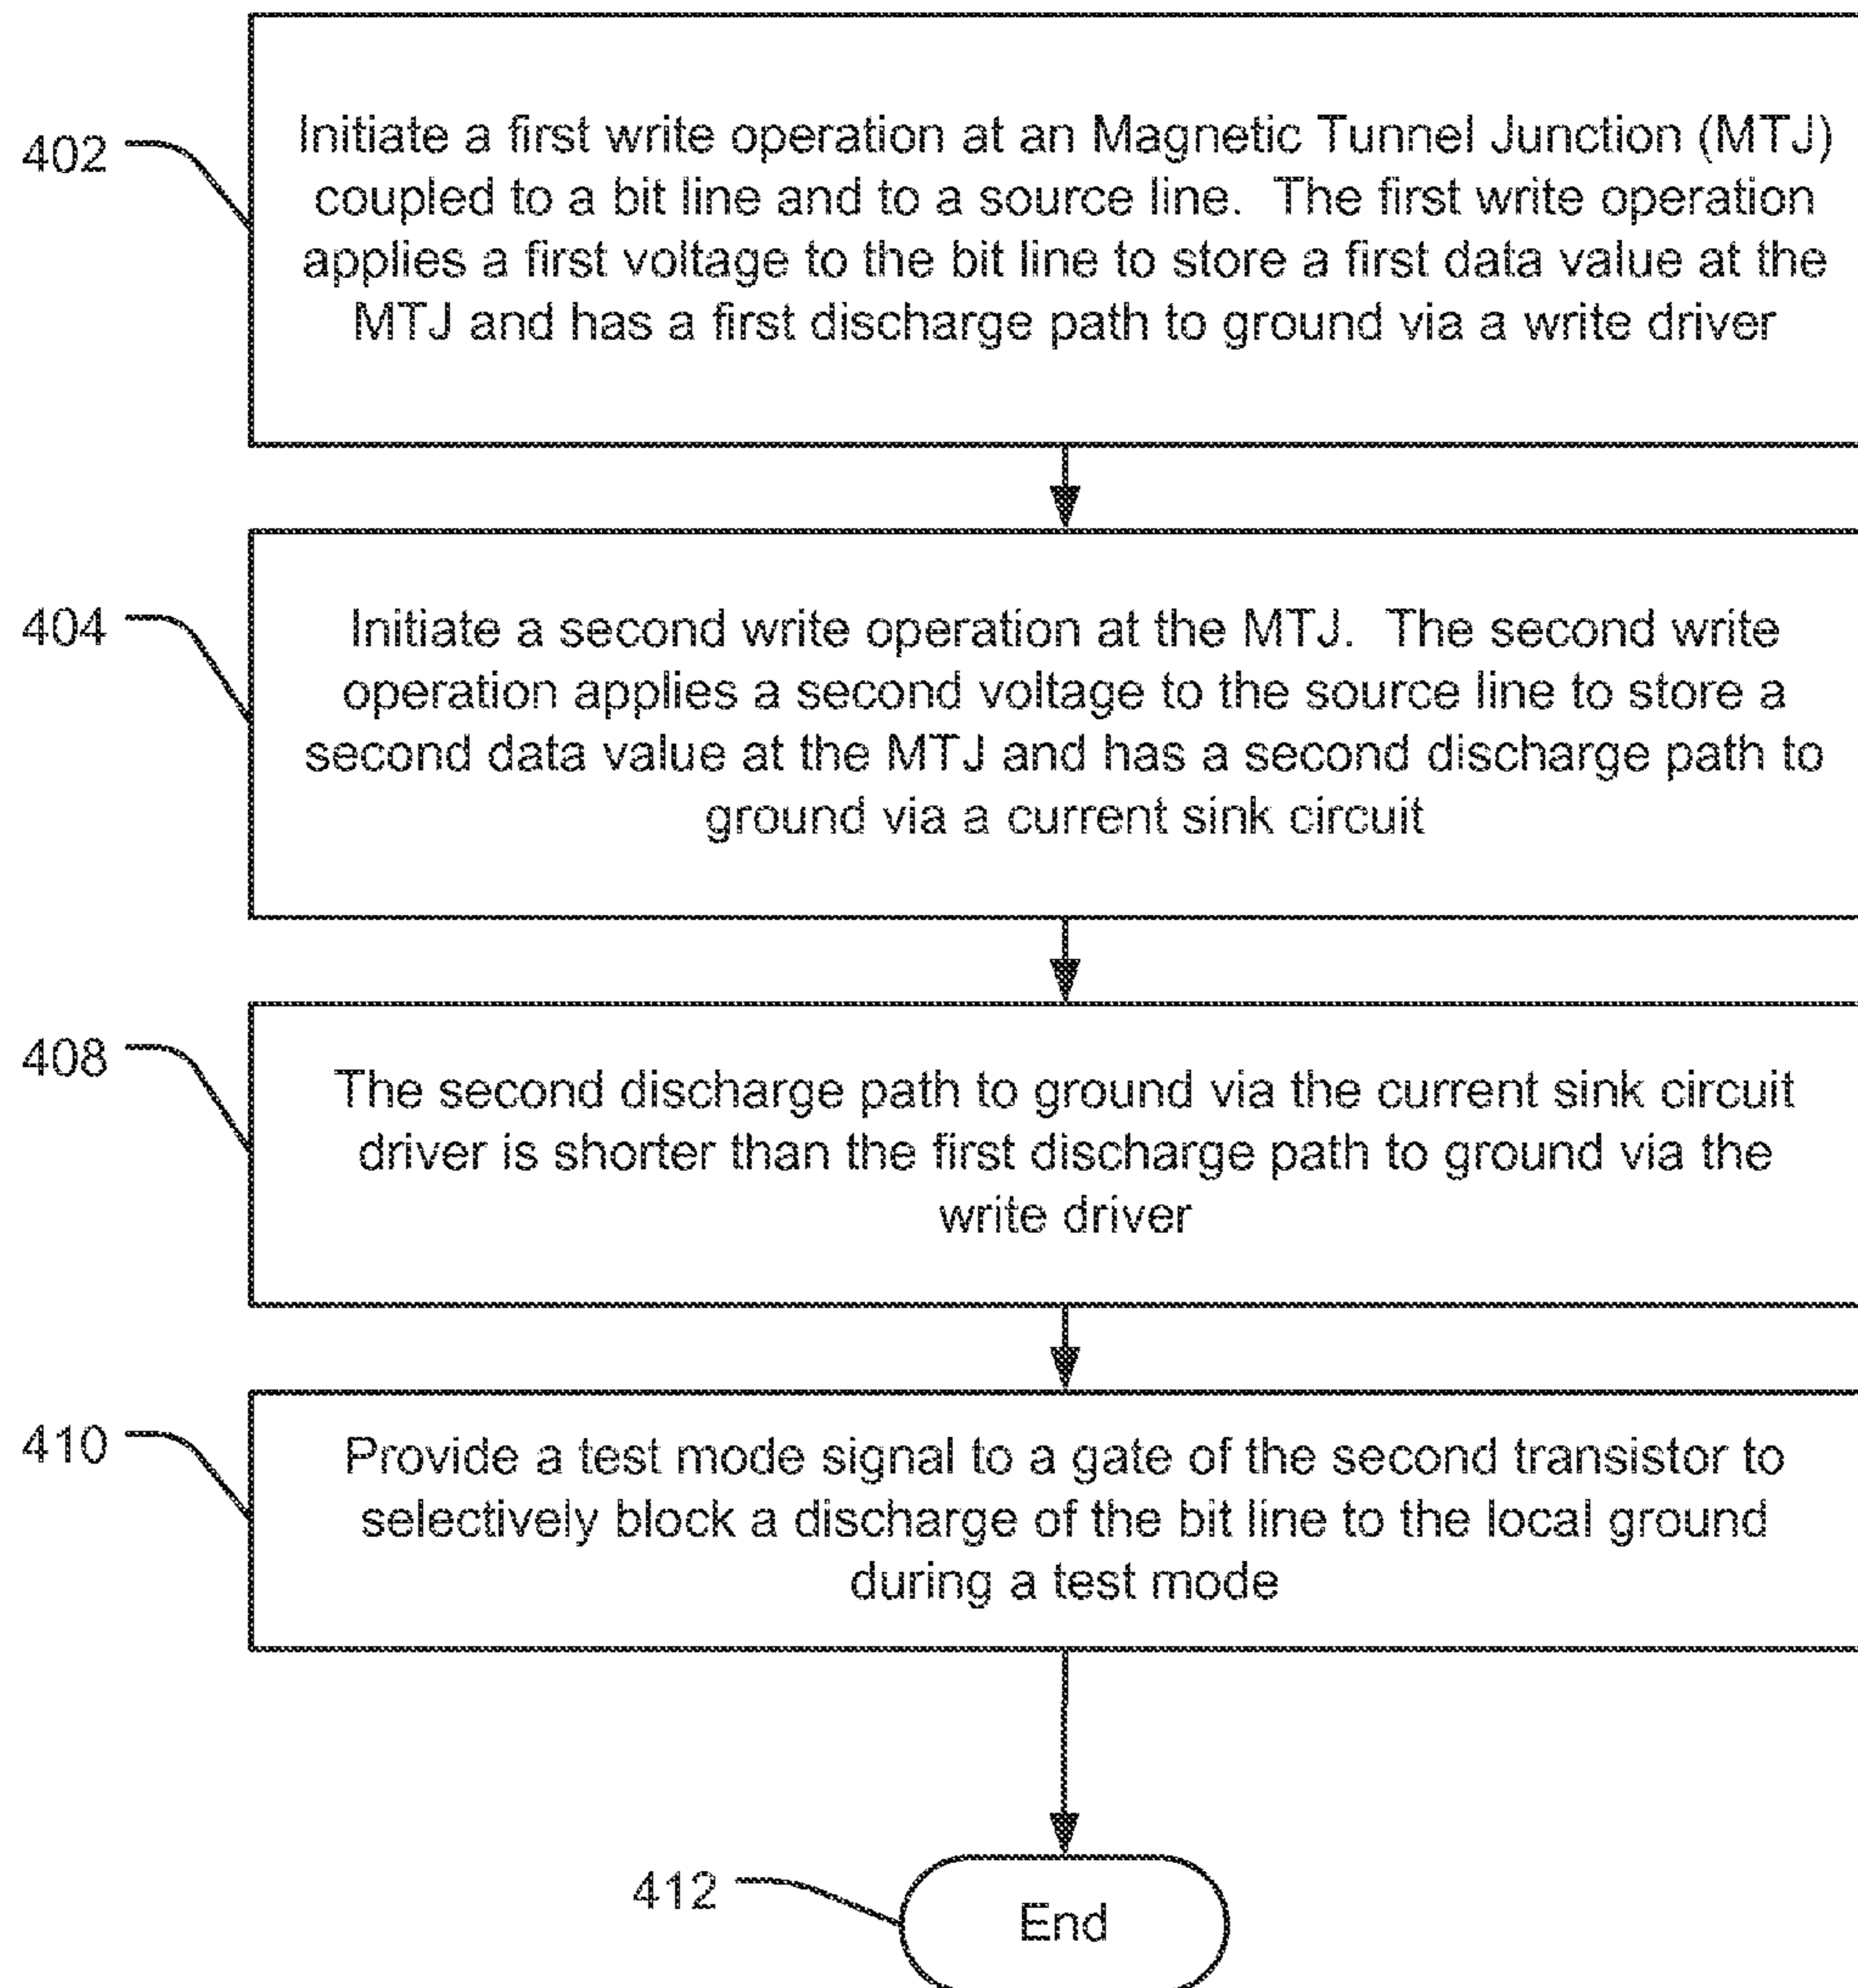 402
Initiate a first write operation at an Magnetic Tunnel Junction (MTJ)
coupled to a bit line and to a source line.  The first write operation
applies a first voltage to the bit line to store a first data value at the
MTJ and has a first discharge path to ground via a write driver
404
Initiate a second write operation at the MTJ.  The second write
operation applies a second voltage to the source line to store a
second data value at the MTJ and has a second discharge path to
ground via a current sink circuit
408
The second discharge path to ground via the current sink circuit
driver is shorter than the first discharge path to ground via the
write driver
410
Provide a test mode signal to a gate of the second transistor to
selectively block a discharge of the bit line to the local ground
during a test mode
412
End